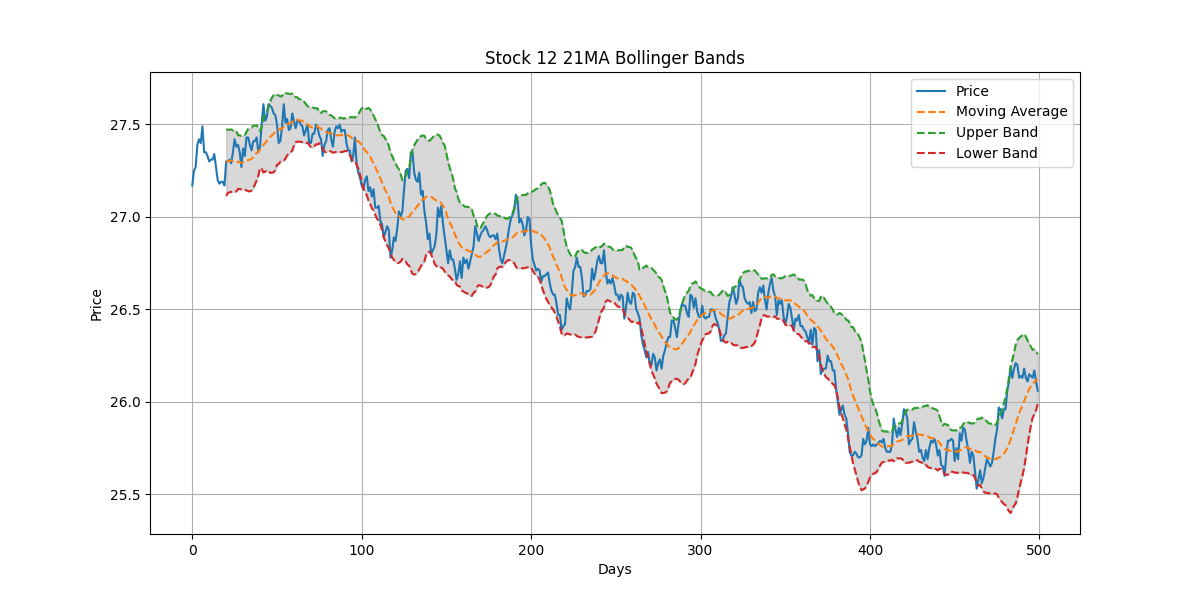 Stock 12 21MA Bollinger Bands
Price
Moving Average
Upper Band
Lower Band
27.5
27.0
26.5
26.0
25.5
Price
0 100 200 300 400 500
Days